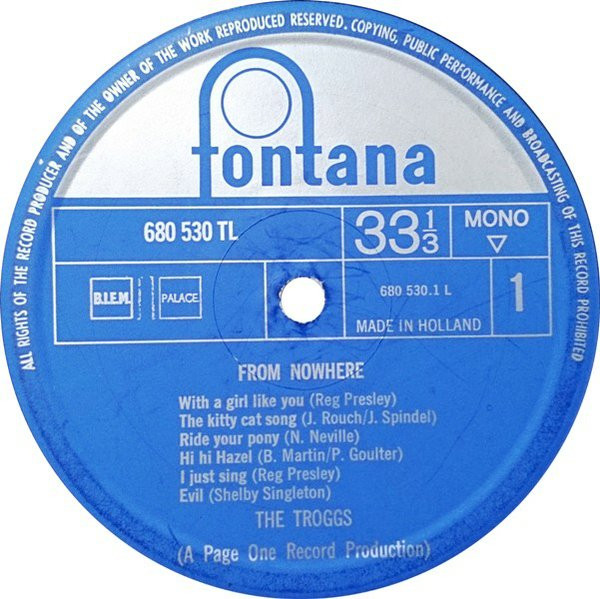 ALL RIGHTS OF THE RECORD PRODUCER AND OF THE OWNER OF THE WORK REPRODUCED RESERVED. COPYING, PUBLIC PERFORMANCE AND BROADCASTING OF THIS RECORD PROHIBITED
fontana
680 530 TL
33 1/3
MONO
B.I.E.M.
PALACE
680 530.1 L
1
MADE IN HOLLAND
FROM NOWHERE
With a girl like you (Reg Presley)
The kitty cat song (J. Rouch/J. Spindel)
Ride your pony (N. Neville)
Hi hi Hazel (B. Martin/P. Goulter)
I just sing (Reg Presley)
Evil (Shelby Singleton)
THE TROGGS
(A Page One Record Production)